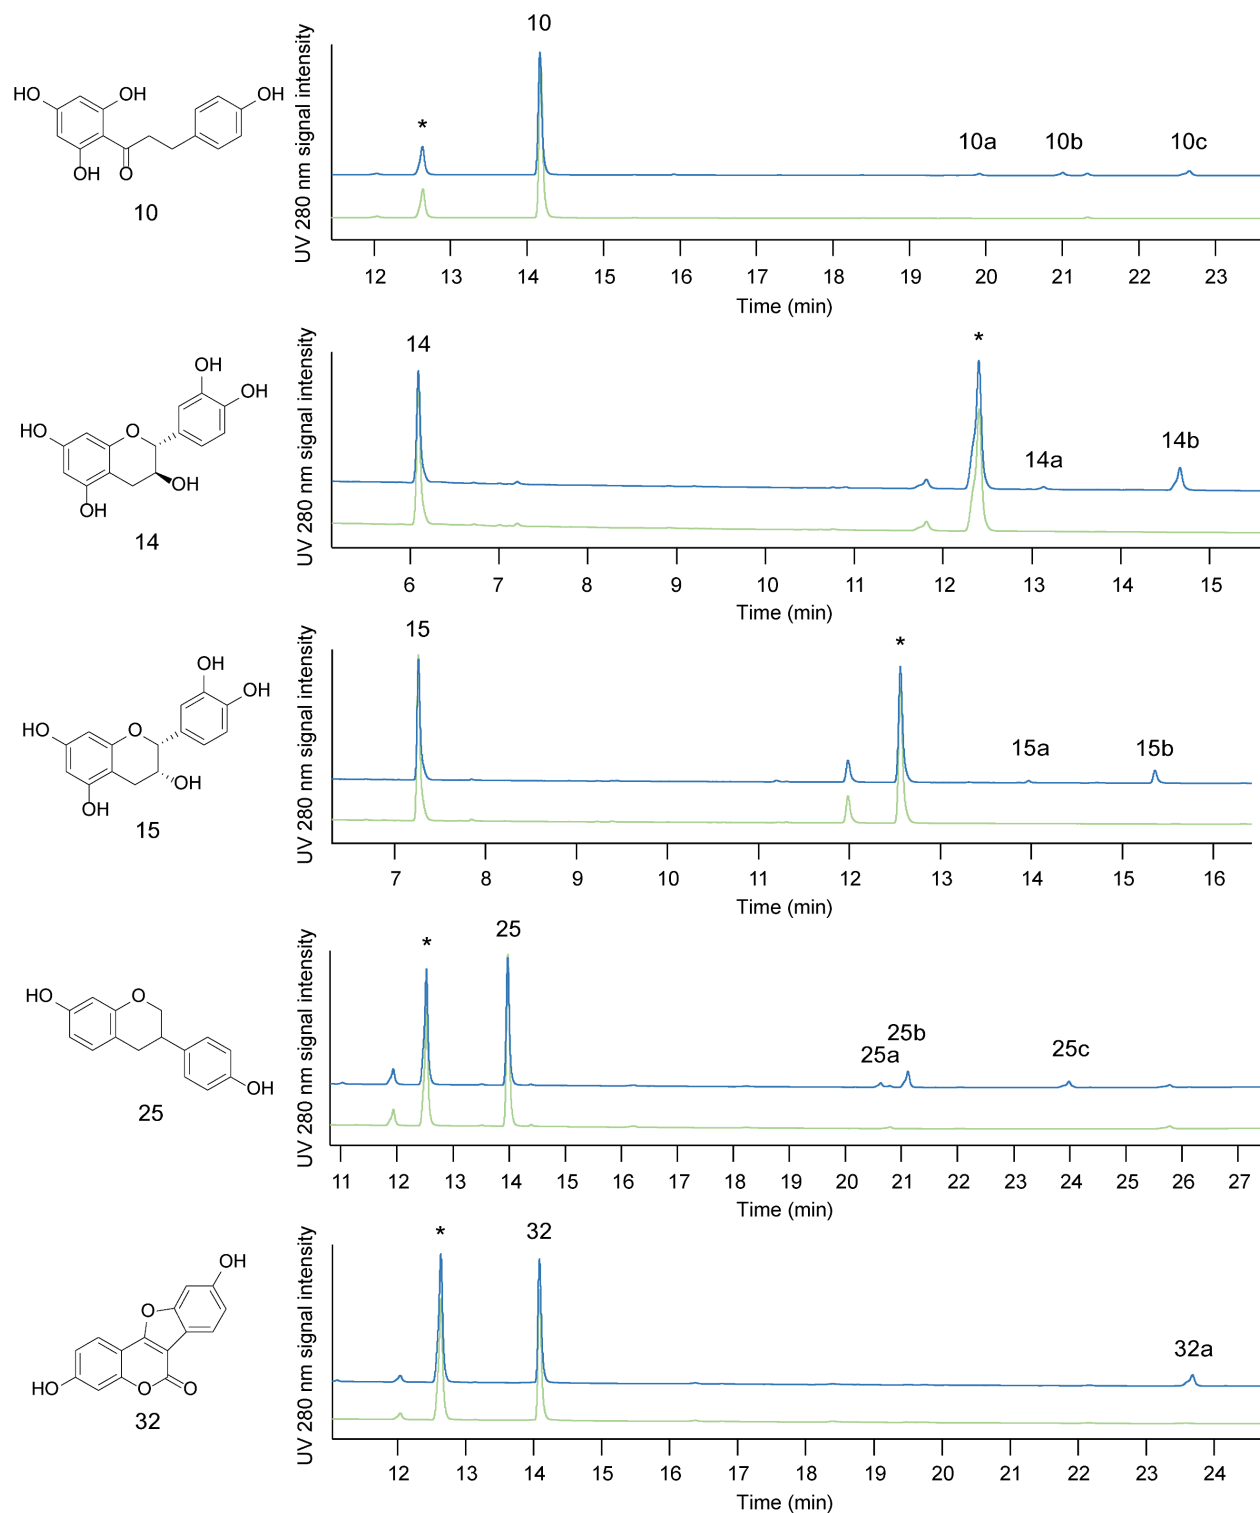 10
HO
OH
OH
OH
O
10
UV 280 nm signal intensity
*
10a
10b
10c
12 13 14 15 16 17 18 19 20 21 22 23
Time (min)
14
*
OH
OH
HO
O
OH
OH
14
UV 280 nm signal intensity
14a
14b
6 7 8 9 10 11 12 13 14 15
Time (min)
15
*
OH
OH
HO
O
OH
OH
15
UV 280 nm signal intensity
15a
15b
7 8 9 10 11 12 13 14 15 16
Time (min)
*
25
HO
O
OH
25
UV 280 nm signal intensity
25a
25b
25c
11 12 13 14 15 16 17 18 19 20 21 22 23 24 25 26 27
Time (min)
*
32
OH
O
HO
O
O
32
UV 280 nm signal intensity
32a
12 13 14 15 16 17 18 19 20 21 22 23 24
Time (min)